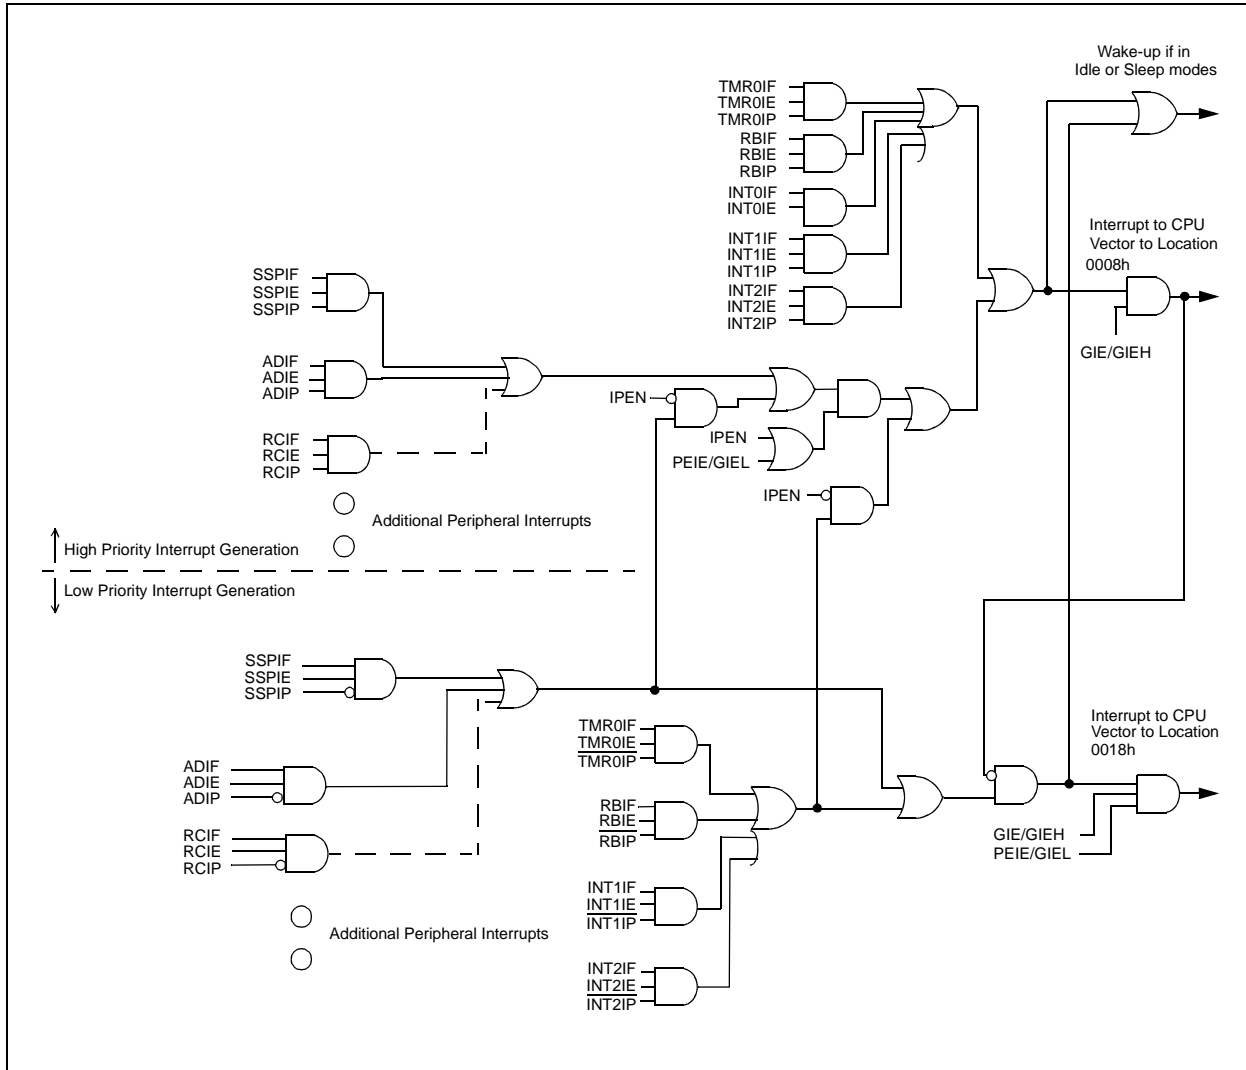 Wake-up if in
Idle or Sleep modes
TMR0IF
TMR0IE
TMR0IP
RBIF
RBIE
RBIP
INT0IF
INT0IE
INT1IF
INT1IE
INT1IP
INT2IF
INT2IE
INT2IP
Interrupt to CPU
Vector to Location
0008h
GIE/GIEH
SSPIF
SSPIE
SSPIP
ADIF
ADIE
ADIP
RCIF
RCIE
RCIP
IPEN
IPEN
PEIE/GIEL
IPEN
Additional Peripheral Interrupts
High Priority Interrupt Generation
Low Priority Interrupt Generation
SSPIF
SSPIE
SSPIP
ADIF
ADIE
ADIP
RCIF
RCIE
RCIP
Additional Peripheral Interrupts
TMR0IF
TMR0IE
TMR0IP
RBIF
RBIE
RBIP
INT1IF
INT1IE
INT1IP
INT2IF
INT2IE
INT2IP
Interrupt to CPU
Vector to Location
0018h
GIE/GIEH
PEIE/GIEL